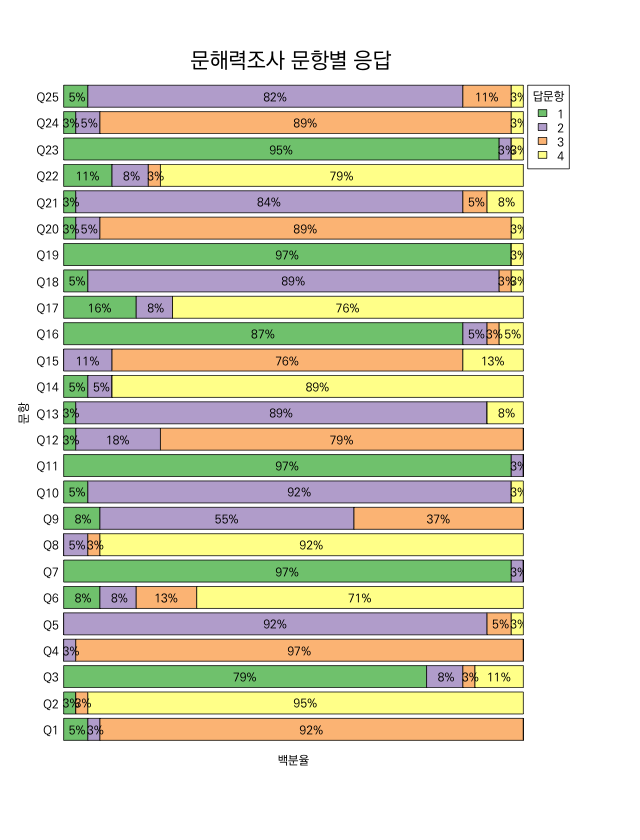 문해력조사 문항별 응답
답문항
1
2
3
4
문항
Q25 5% 82% 11% 3%
Q24 3% 5% 89% 3%
Q23 95% 3% 3%
Q22 11% 8% 3% 79%
Q21 3% 84% 5% 8%
Q20 3% 5% 89% 3%
Q19 97% 3%
Q18 5% 89% 3% 3%
Q17 16% 8% 76%
Q16 87% 5% 3% 5%
Q15 11% 76% 13%
Q14 5% 5% 89%
Q13 3% 89% 8%
Q12 3% 18% 79%
Q11 97% 3%
Q10 5% 92% 3%
Q9 8% 55% 37%
Q8 5% 3% 92%
Q7 97% 3%
Q6 8% 8% 13% 71%
Q5 92% 5% 3%
Q4 3% 97%
Q3 79% 8% 3% 11%
Q2 3% 3% 95%
Q1 5% 3% 92%
백분율